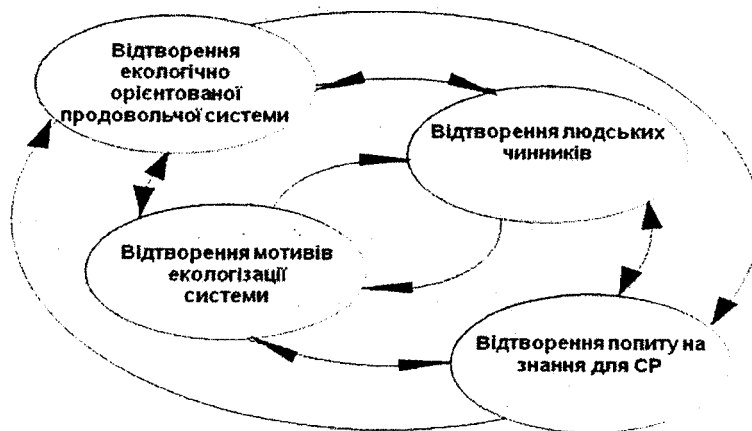 Відтворення
екологічно
орієнтованої
продовольчої системи
Відтворення людських
чинників
Відтворення мотивів
екологізації
системи
Відтворення попиту на
знання для СР